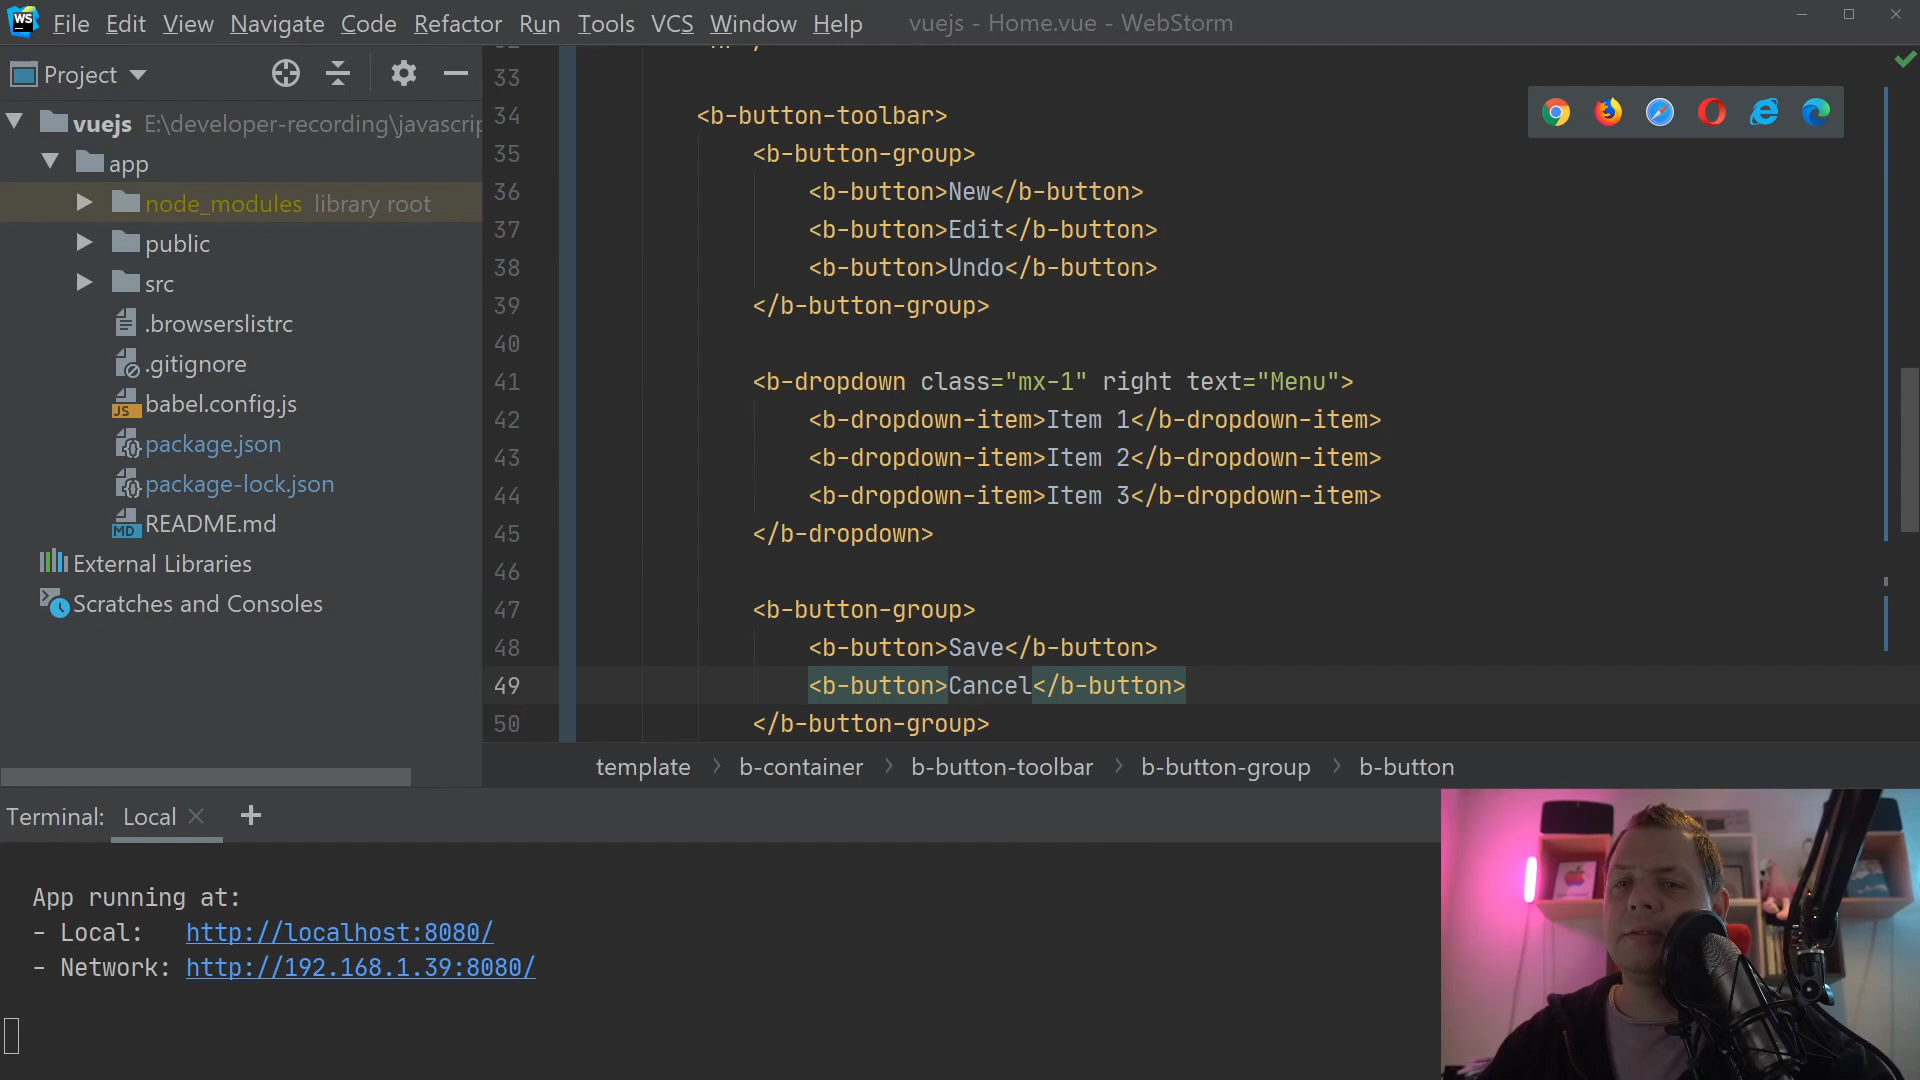 WS File Edit View Navigate Code Refactor Run Tools VCS Window Help vuejs - Home.vue - WebStorm
Project
vuejs E:\developer-recording\javascrip
app
node_modules library root
public
src
.browserslistrc
.gitignore
JS babel.config.js
package.json
package-lock.json
MD README.md
External Libraries
Scratches and Consoles
33
34 <b-button-toolbar>
35 <b-button-group>
36 <b-button>New</b-button>
37 <b-button>Edit</b-button>
38 <b-button>Undo</b-button>
39 </b-button-group>
40
41 <b-dropdown class="mx-1" right text="Menu">
42 <b-dropdown-item>Item 1</b-dropdown-item>
43 <b-dropdown-item>Item 2</b-dropdown-item>
44 <b-dropdown-item>Item 3</b-dropdown-item>
45 </b-dropdown>
46
47 <b-button-group>
48 <b-button>Save</b-button>
49 <b-button>Cancel</b-button>
50 </b-button-group>
template > b-container > b-button-toolbar > b-button-group > b-button
Terminal: Local × +
App running at:
- Local: http://localhost:8080/
- Network: http://192.168.1.39:8080/